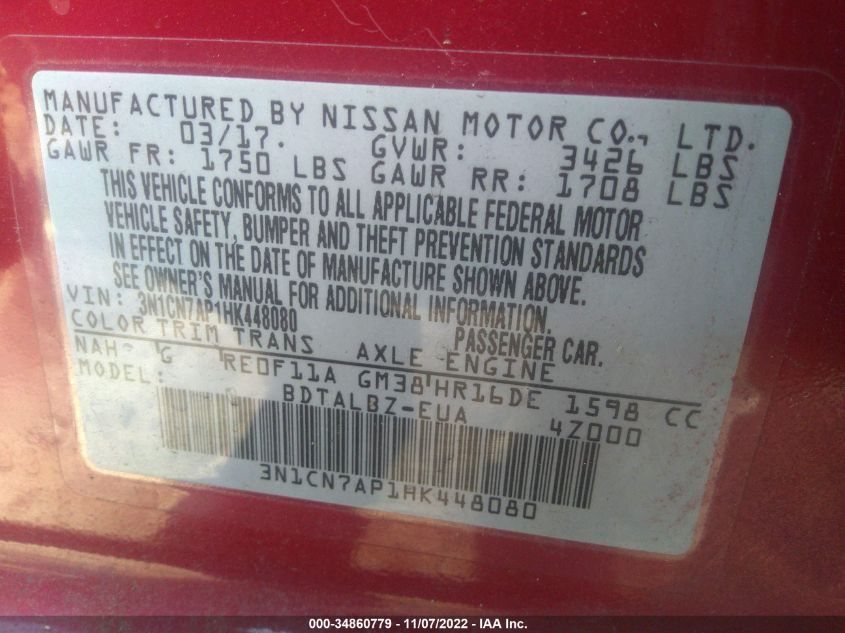 MANUFACTURED BY NISSAN MOTOR CO., LTD.
DATE: 03/17. GVWR: 3426 LBS
GAWR FR: 1750 LBS GAWR RR: 1708 LBS
THIS VEHICLE CONFORMS TO ALL APPLICABLE FEDERAL MOTOR
VEHICLE SAFETY, BUMPER AND THEFT PREVENTION STANDARDS
IN EFFECT ON THE DATE OF MANUFACTURE SHOWN ABOVE.
SEE OWNER'S MANUAL FOR ADDITIONAL INFORMATION.
VIN: 3N1CN7AP1HK448080 PASSENGER CAR.
COLOR TRIM TRANS AXLE ENGINE
NAH G RE0F11A GM38 HR16DE 1598 CC
MODEL: BDTALBZ-EUA 4Z000
3N1CN7AP1HK448080
000-34860779 - 11/07/2022 - IAA Inc.